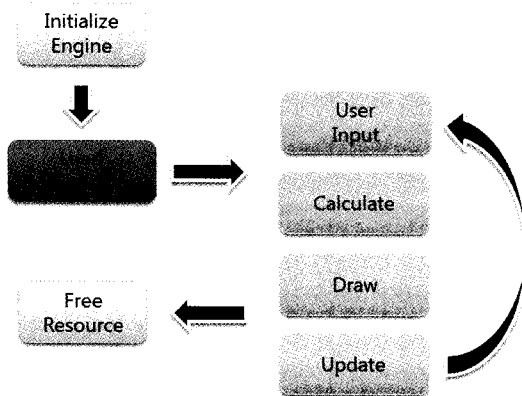 Initialize
Engine
User
Input
Calculate
Free
Resource
Draw
Update